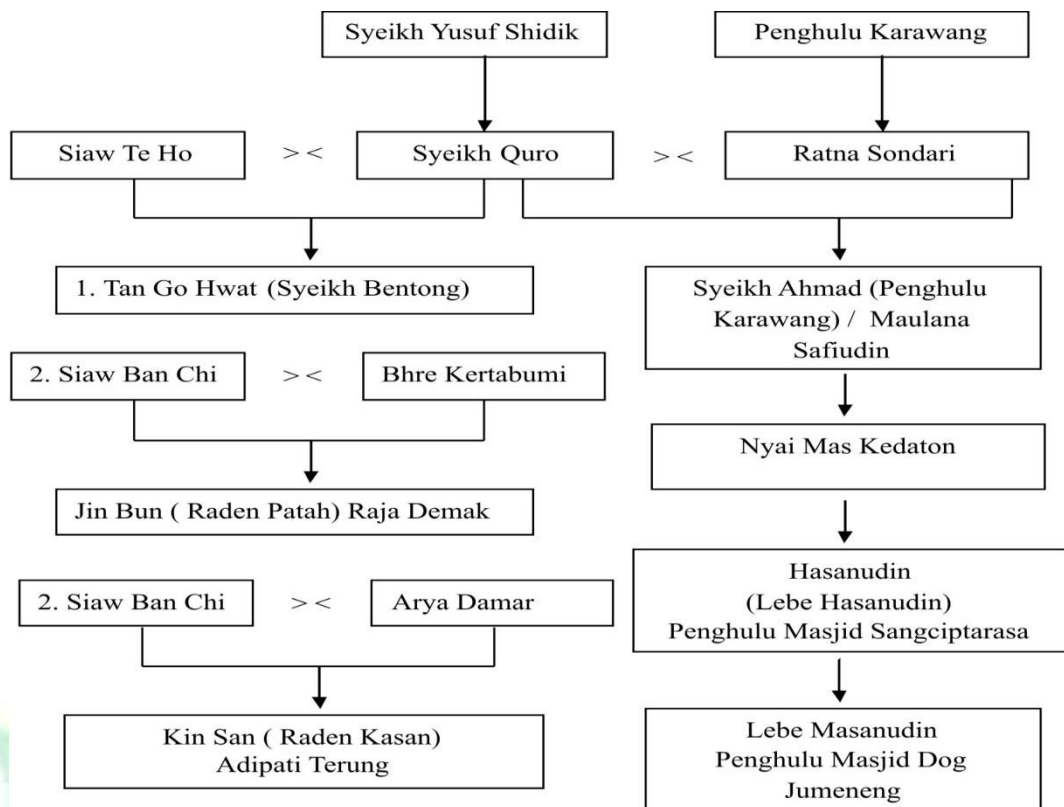 Syeikh Yusuf Shidik
Penghulu Karawang
Siaw Te Ho
> <
Syeikh Quro
> <
Ratna Sondari
1. Tan Go Hwat (Syeikh Bentong)
Syeikh Ahmad (Penghulu
Karawang) / Maulana
Safiudin
2. Siaw Ban Chi
> <
Bhre Kertabumi
Nyai Mas Kedaton
Jin Bun ( Raden Patah) Raja Demak
Hasanudin
(Lebe Hasanudin)
Penghulu Masjid Sangciptarasa
2. Siaw Ban Chi
> <
Arya Damar
Kin San ( Raden Kasan)
Adipati Terung
Lebe Masanudin
Penghulu Masjid Dog
Jumeneng